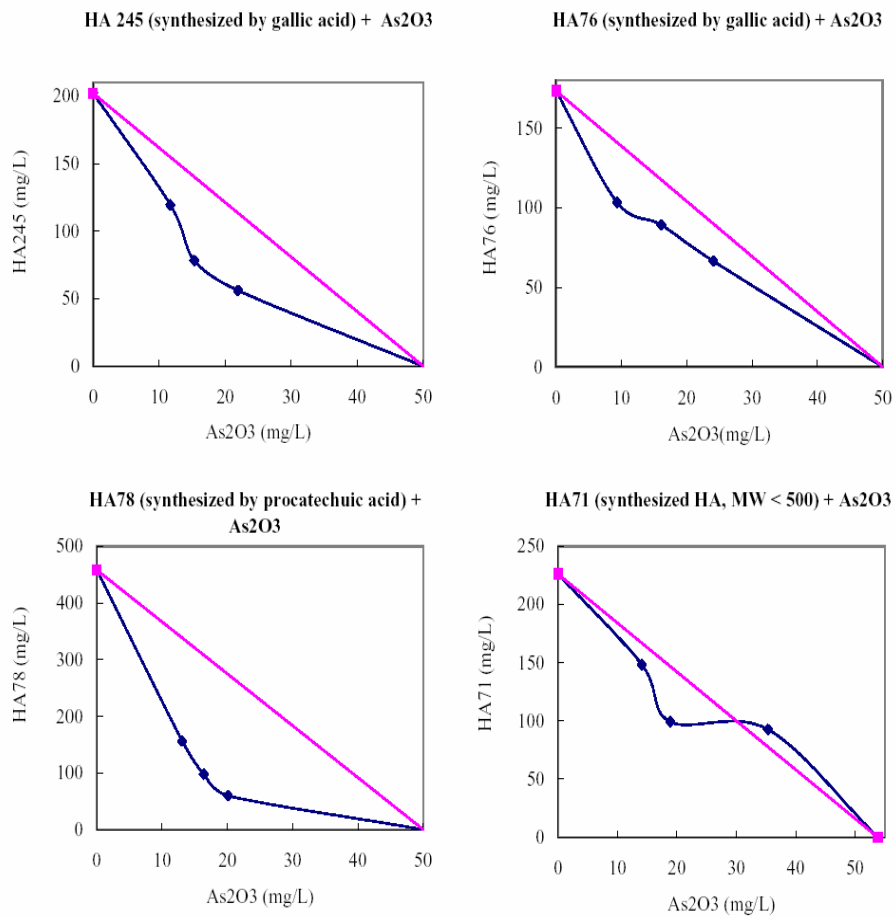 HA 245 (synthesized by gallic acid) + As2O3
200
150
100
50
0
0 10 20 30 40 50
HA245 (mg/L)
As2O3 (mg/L)
HA76 (synthesized by gallic acid) + As2O3
150
100
50
0
0 10 20 30 40 50
HA76 (mg/L)
As2O3(mg/L)
HA78 (synthesized by procatechuic acid) +
As2O3
500
400
300
200
100
0
0 10 20 30 40 50
HA78 (mg/L)
As2O3 (mg/L)
HA71 (synthesized HA, MW < 500) + As2O3
250
200
150
100
50
0
0 10 20 30 40 50
HA71 (mg/L)
As2O3 (mg/L)